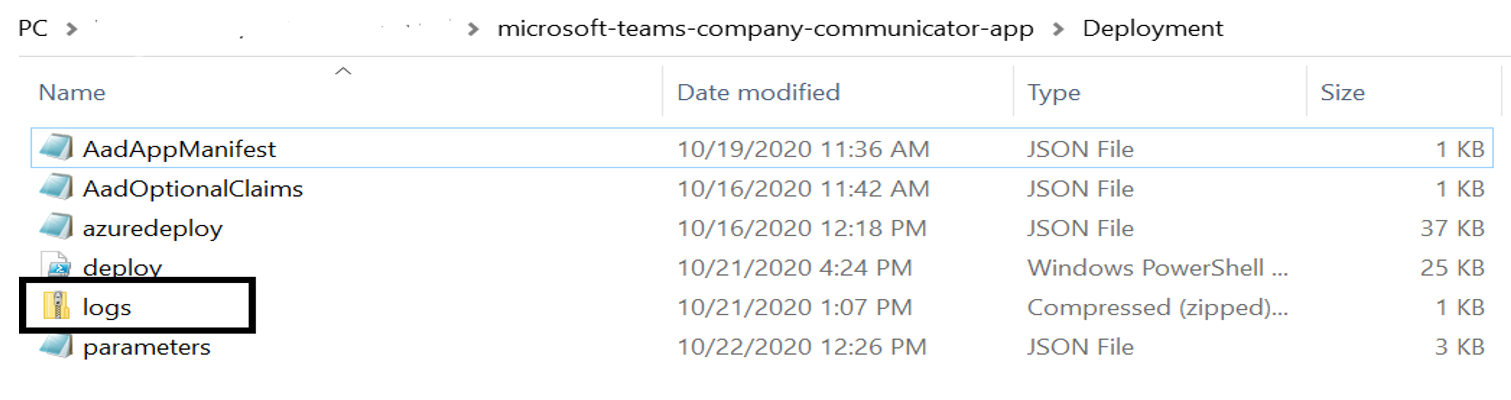 PC > > microsoft-teams-company-communicator-app > Deployment
Name Date modified Type Size
AadAppManifest 10/19/2020 11:36 AM JSON File 1 KB
AadOptionalClaims 10/16/2020 11:42 AM JSON File 1 KB
azuredeploy 10/16/2020 12:18 PM JSON File 37 KB
deploy 10/21/2020 4:24 PM Windows PowerShell ... 25 KB
logs 10/21/2020 1:07 PM Compressed (zipped)... 1 KB
parameters 10/22/2020 12:26 PM JSON File 3 KB